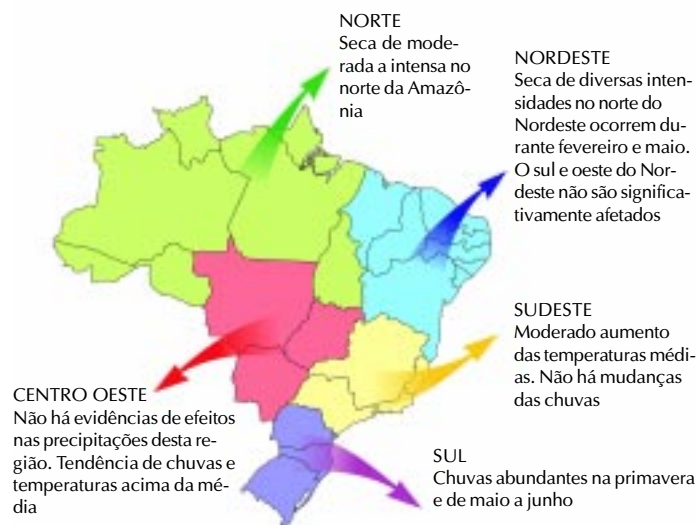 NORTE
Seca de mode-
rada a intensa no
norte da Amazô-
nia
NORDESTE
Seca de diversas inten-
sidades no norte do
Nordeste ocorrem du-
rante fevereiro e maio.
O sul e oeste do Nor-
deste não são significa-
tivamente afetados
SUDESTE
Moderado aumento
das temperaturas médi-
as. Não há mudanças
das chuvas
CENTRO OESTE
Não há evidências de efeitos
nas precipitações desta re-
gião. Tendência de chuvas e
temperaturas acima da mé-
dia
SUL
Chuvas abundantes na primavera
e de maio a junho